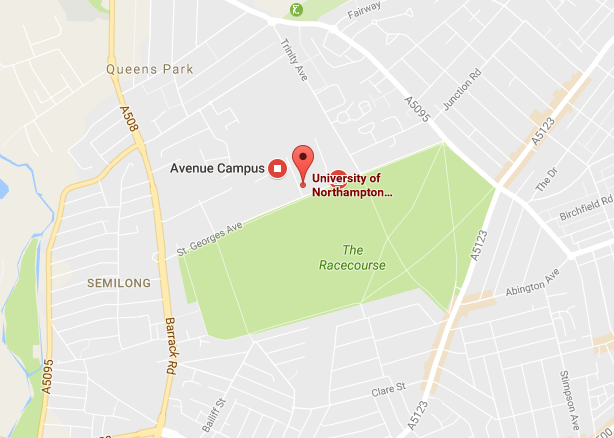 Fairway
Trinity Ave
Queens Park
Junction Rd
A508
A5095
A5123
Avenue Campus
University of
Northampton...
The Dr
Birchfield Rd
St. Georges Ave
The
Racecourse
A5123
SEMILONG
Abington Ave
Barrack Rd
A5095
Clare St
Stimpson Ave
Bailiff St
A5123